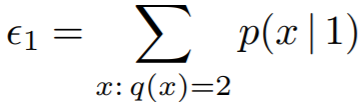 ϵ₁ = ∑ p(x | 1)
x: q(x)=2